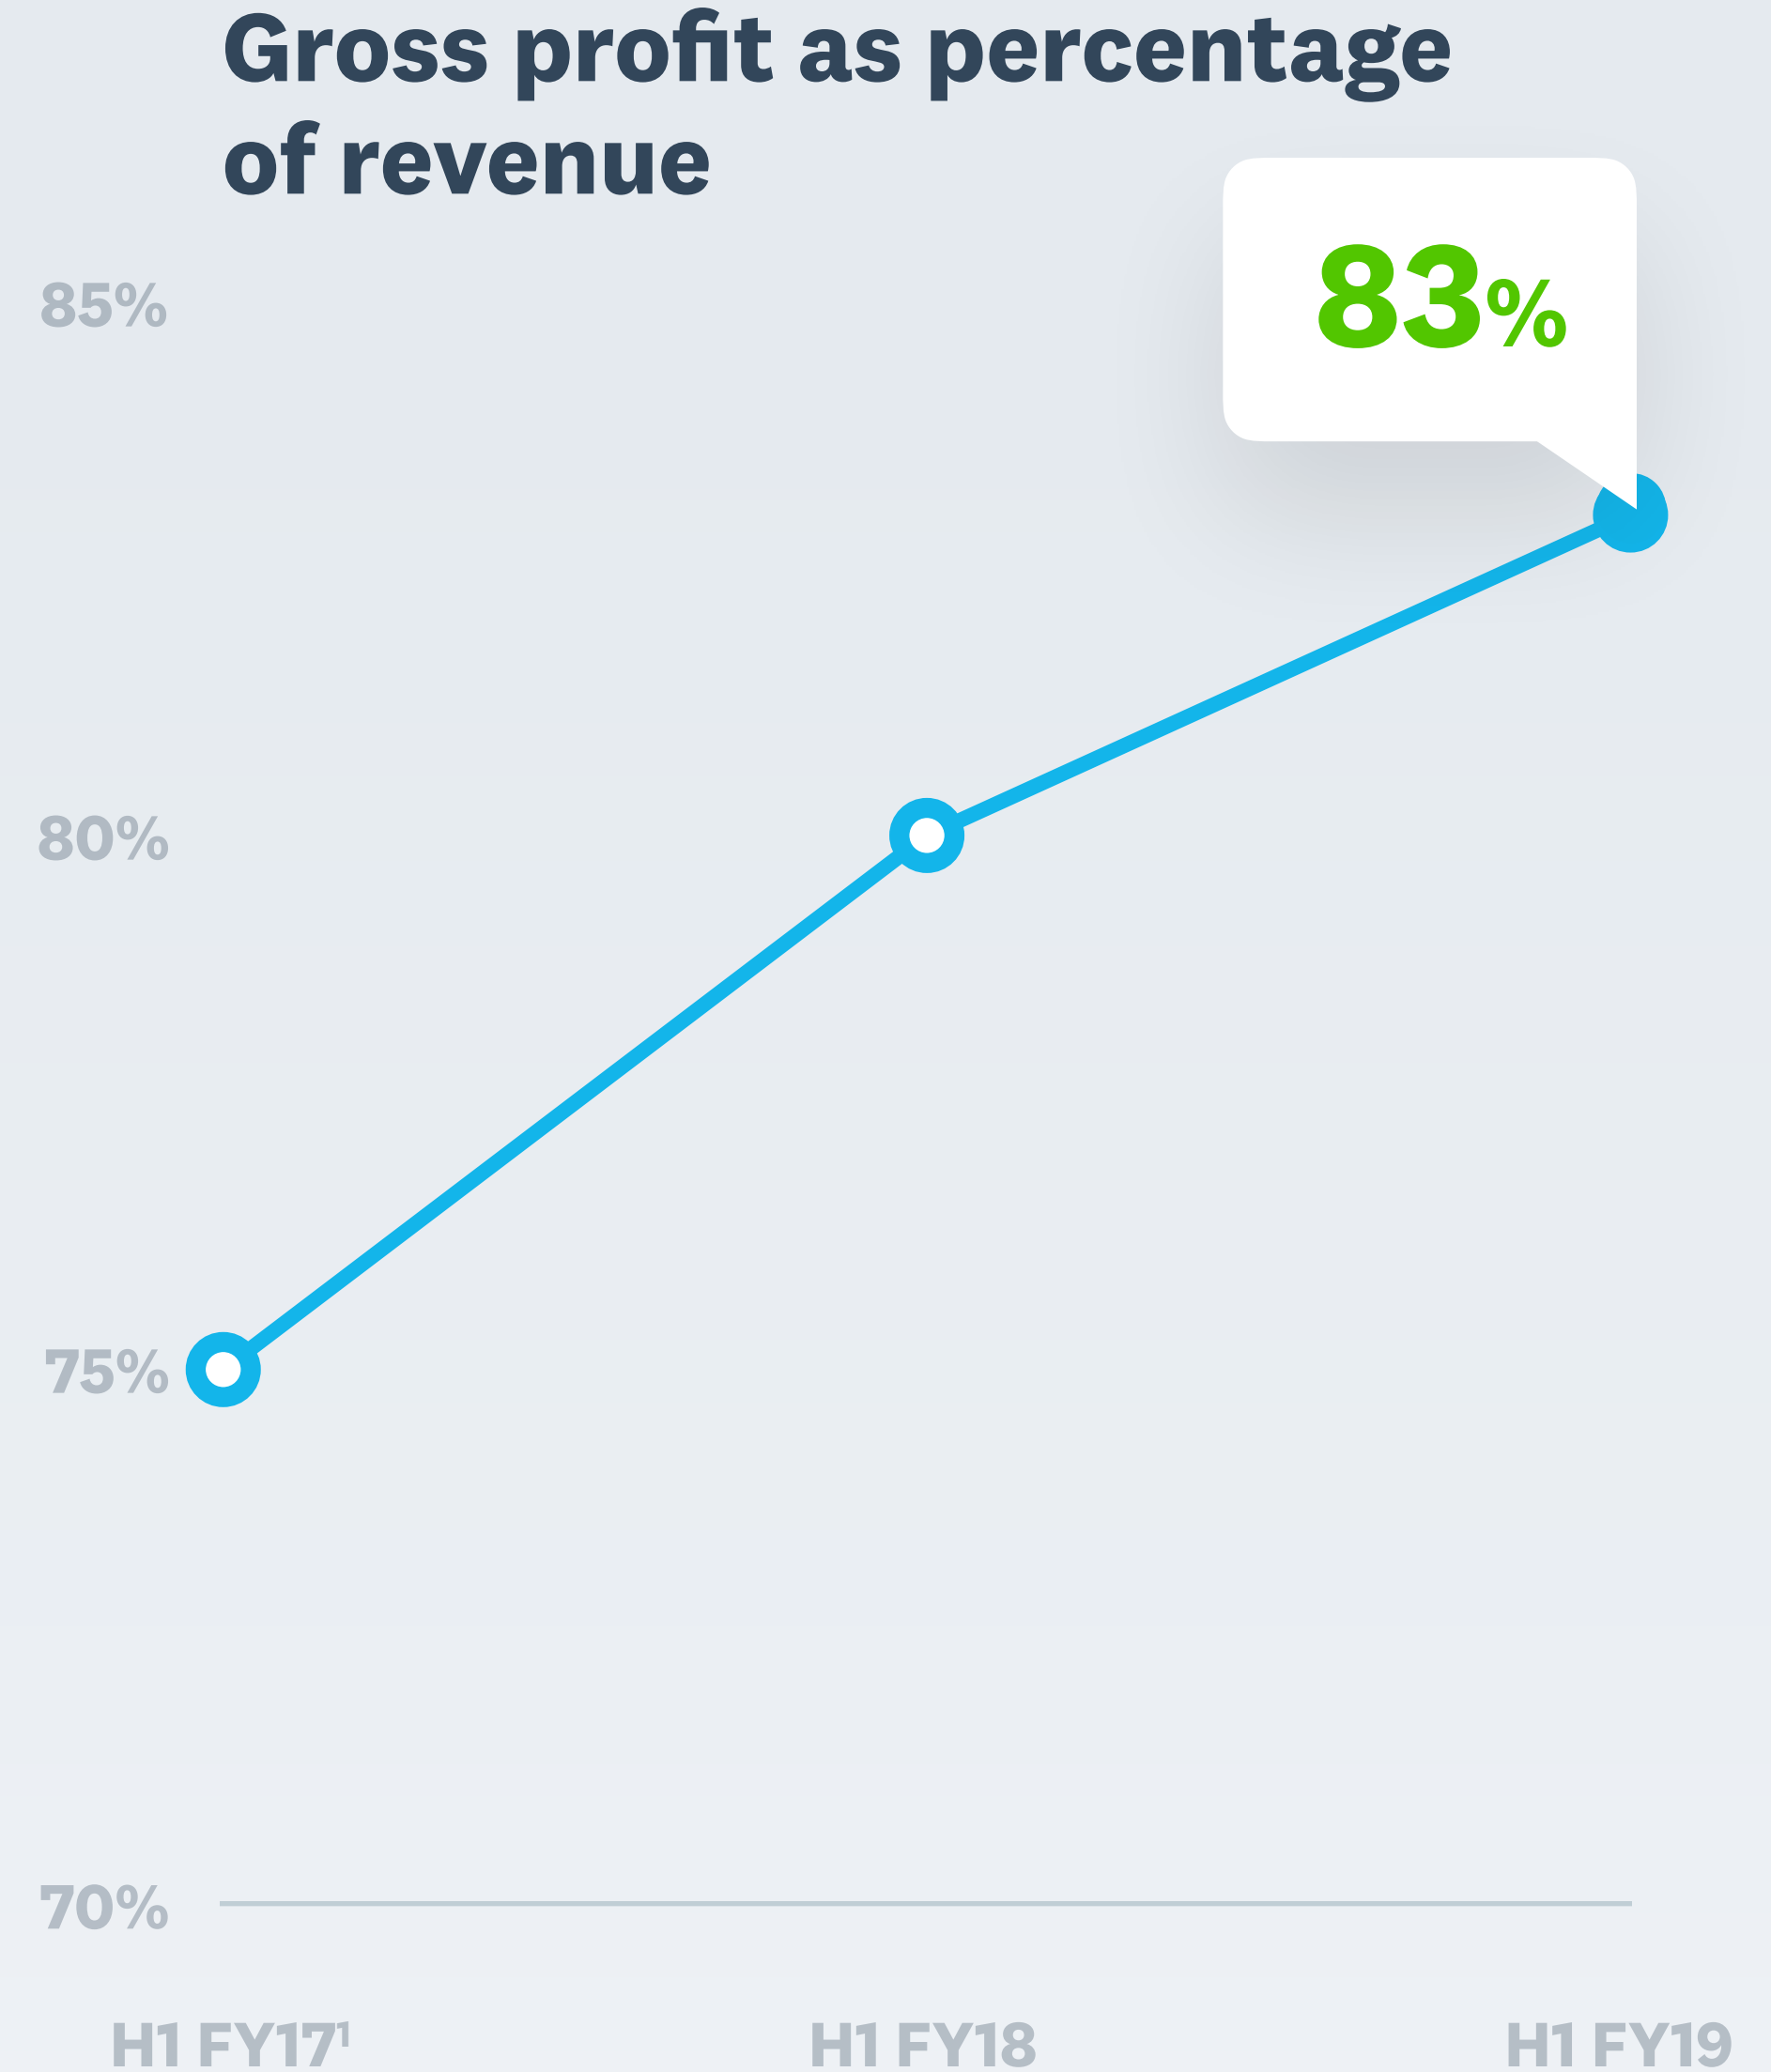 Gross profit as percentage
of revenue
83%
85%
80%
75%
70%
H1 FY17¹
H1 FY18
H1 FY19